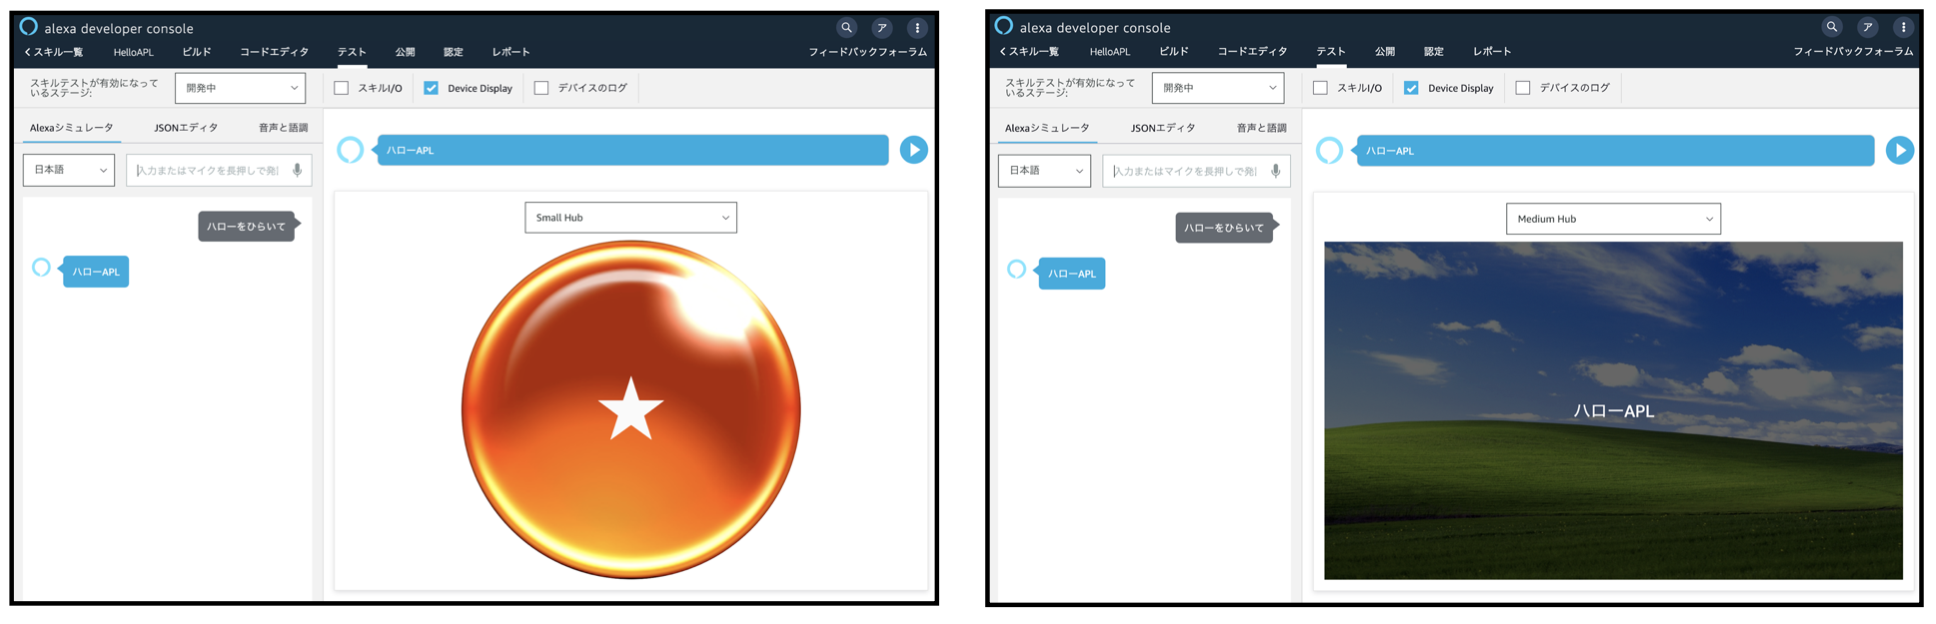 alexa developer console
ア
スキル一覧 HelloAPL ビルド コードエディタ テスト 公開 認定 レポート フィードバックフォーラム
スキルテストが有効になって
いるステージ:
開発中
スキルI/O Device Display デバイスのログ
Alexaシミュレータ JSONエディタ 音声と語調
ハローAPL
日本語
入力またはマイクを長押しで発
Small Hub
ハローをひらいて
ハローAPL
alexa developer console
ア
スキル一覧 HelloAPL ビルド コードエディタ テスト 公開 認定 レポート フィードバックフォーラム
スキルテストが有効になって
いるステージ:
開発中
スキルI/O Device Display デバイスのログ
Alexaシミュレータ JSONエディタ 音声と語調
ハローAPL
日本語
入力またはマイクを長押しで発
Medium Hub
ハローをひらいて
ハローAPL
ハローAPL